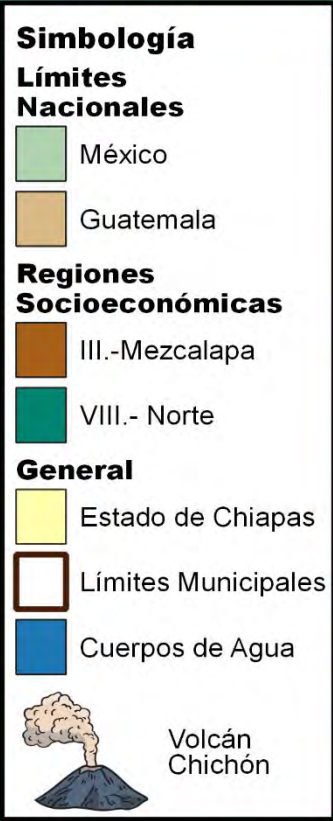 Simbología
Límites
Nacionales
México
Guatemala
Regiones
Socioeconómicas
III.-Mezcalapa
VIII.- Norte
General
Estado de Chiapas
Límites Municipales
Cuerpos de Agua
Volcán
Chichón